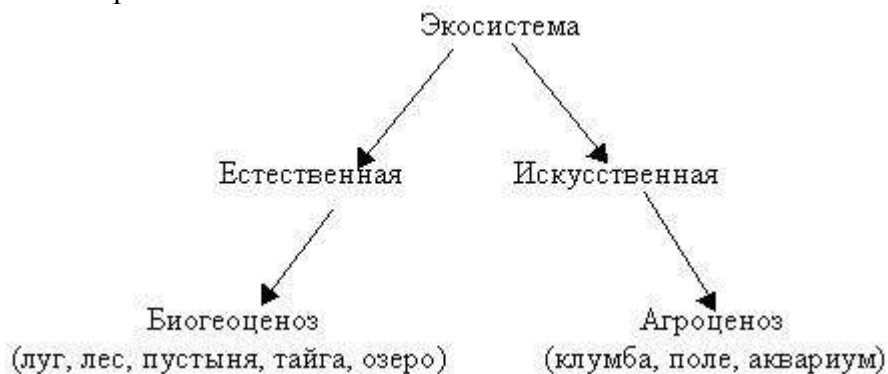 Экосистема
Естественная
Искусственная
Биогеоценоз
(луг, лес, пустыня, тайга, озеро)
Агроценоз
(клумба, поле, аквариум)